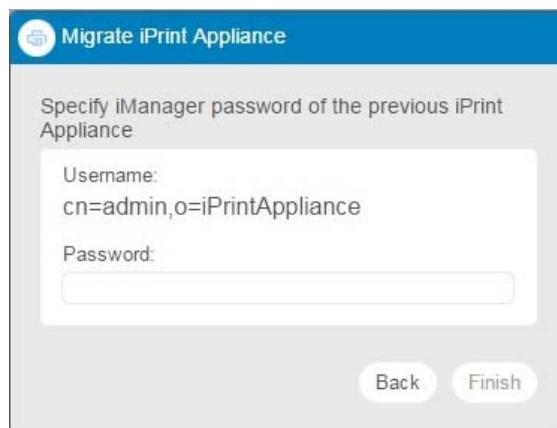 Migrate iPrint Appliance
Specify iManager password of the previous iPrint
Appliance
Username:
cn=admin,o=iPrintAppliance
Password:
Back Finish